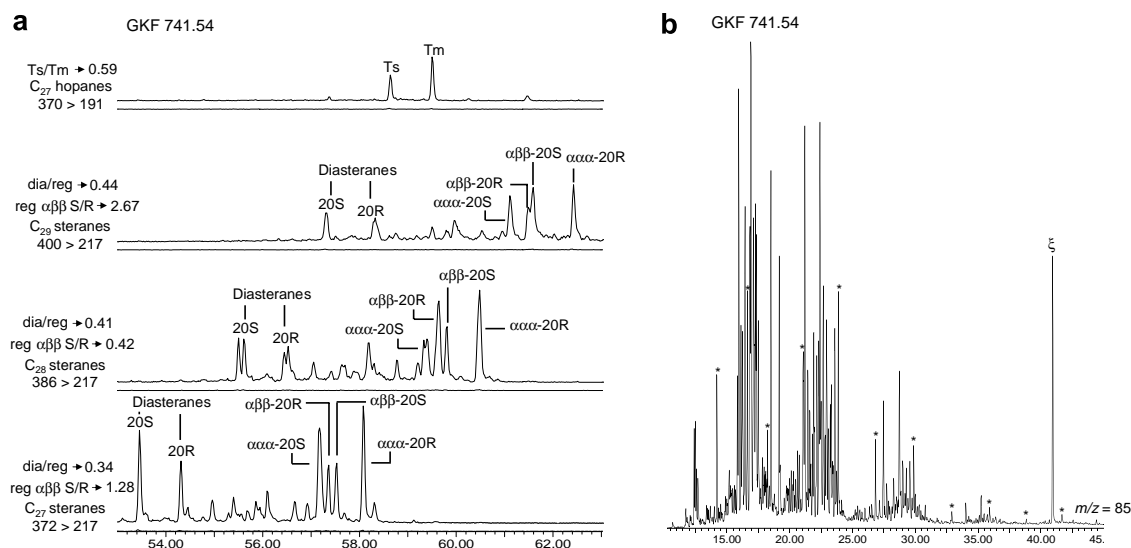 a
GKF 741.54
Ts/Tm → 0.59
C27 hopanes
370 > 191
Ts
Tm
dia/reg → 0.44
reg αββ S/R → 2.67
C29 steranes
400 > 217
Diasteranes
20S
20R
αββ-20S
αββ-20R
ααα-20S
ααα-20R
dia/reg → 0.41
reg αββ S/R → 0.42
C28 steranes
386 > 217
Diasteranes
20S
20R
αββ-20S
αββ-20R
ααα-20S
ααα-20R
dia/reg → 0.34
reg αββ S/R → 1.28
C27 steranes
372 > 217
Diasteranes
20S
20R
αββ-20R
αββ-20S
ααα-20S
ααα-20R
54.00 56.00 58.00 60.00 62.00
b
GKF 741.54
* * * * * * * * * * *
ξ
m/z = 85
15.00 20.00 25.00 30.00 35.00 40.00 45.